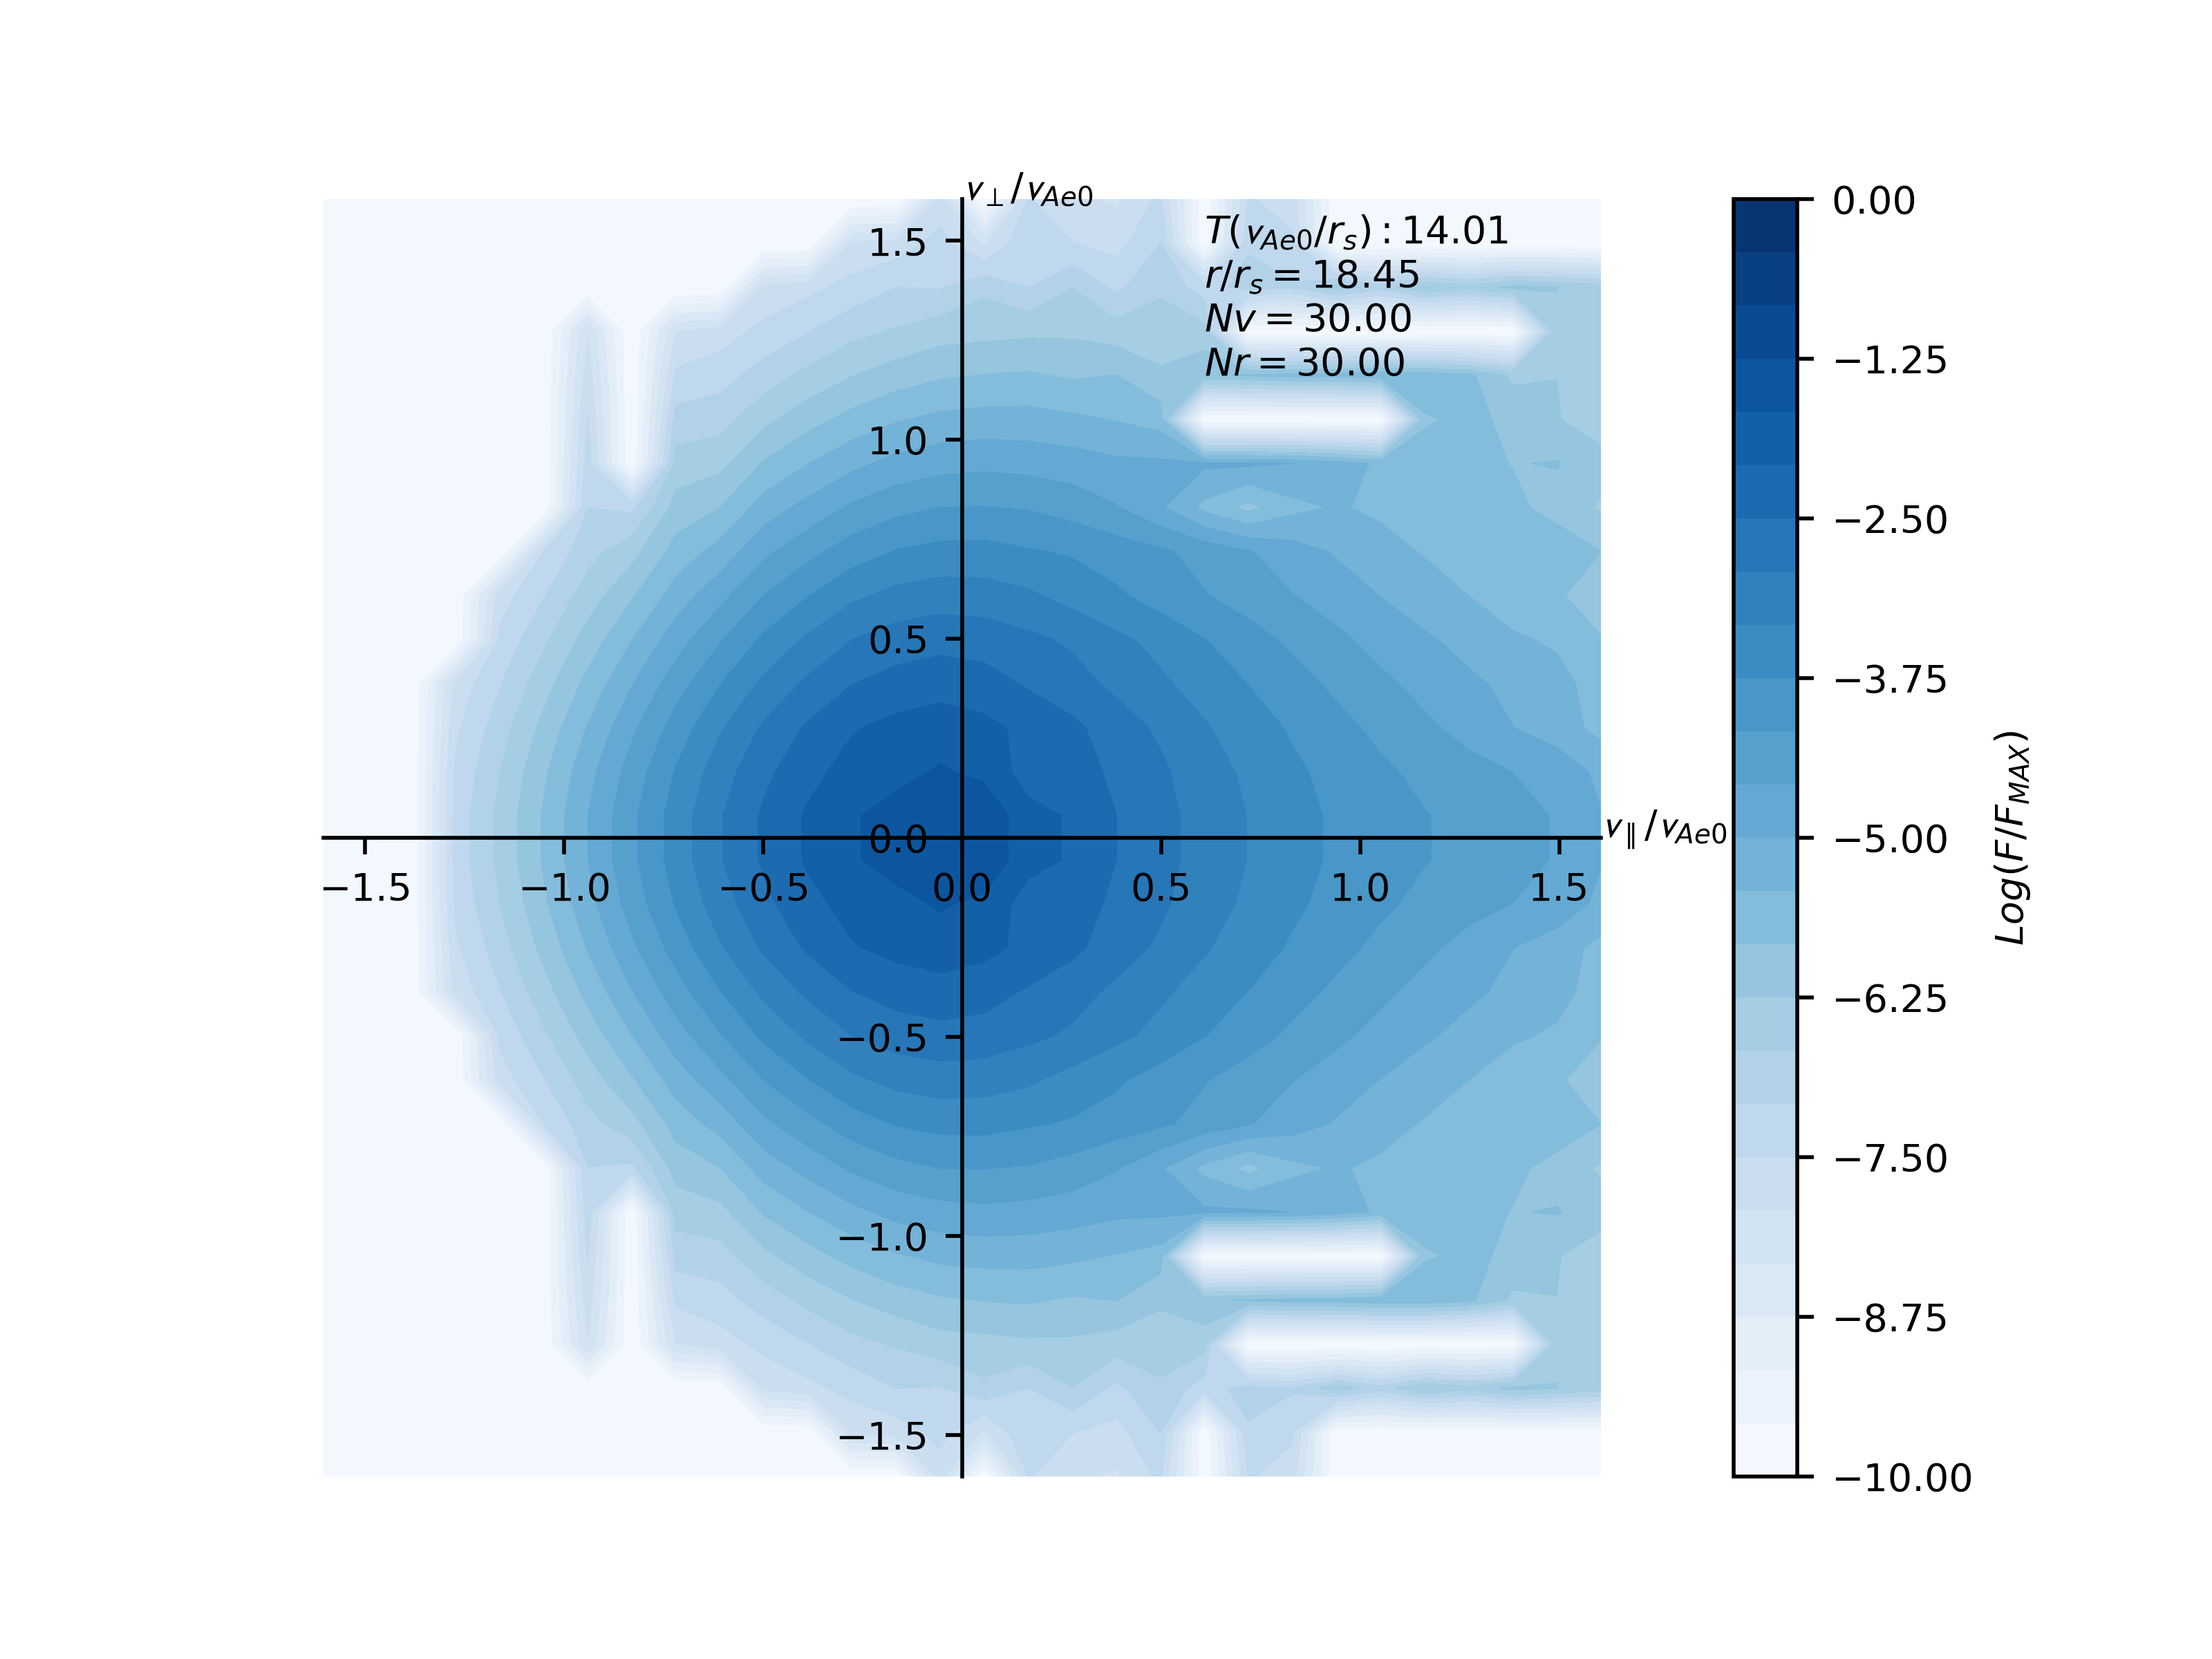 v⊥/vAe0
T(vAe0/rs) : 14.01
r/rs = 18.45
Nv = 30.00
Nr = 30.00
1.5
1.0
0.5
0.0
−0.5
−1.0
−1.5
−1.5 −1.0 −0.5 0.0 0.5 1.0 1.5
v∥/vAe0
0.00
−1.25
−2.50
−3.75
−5.00
−6.25
−7.50
−8.75
−10.00
Log(F/FMAX)